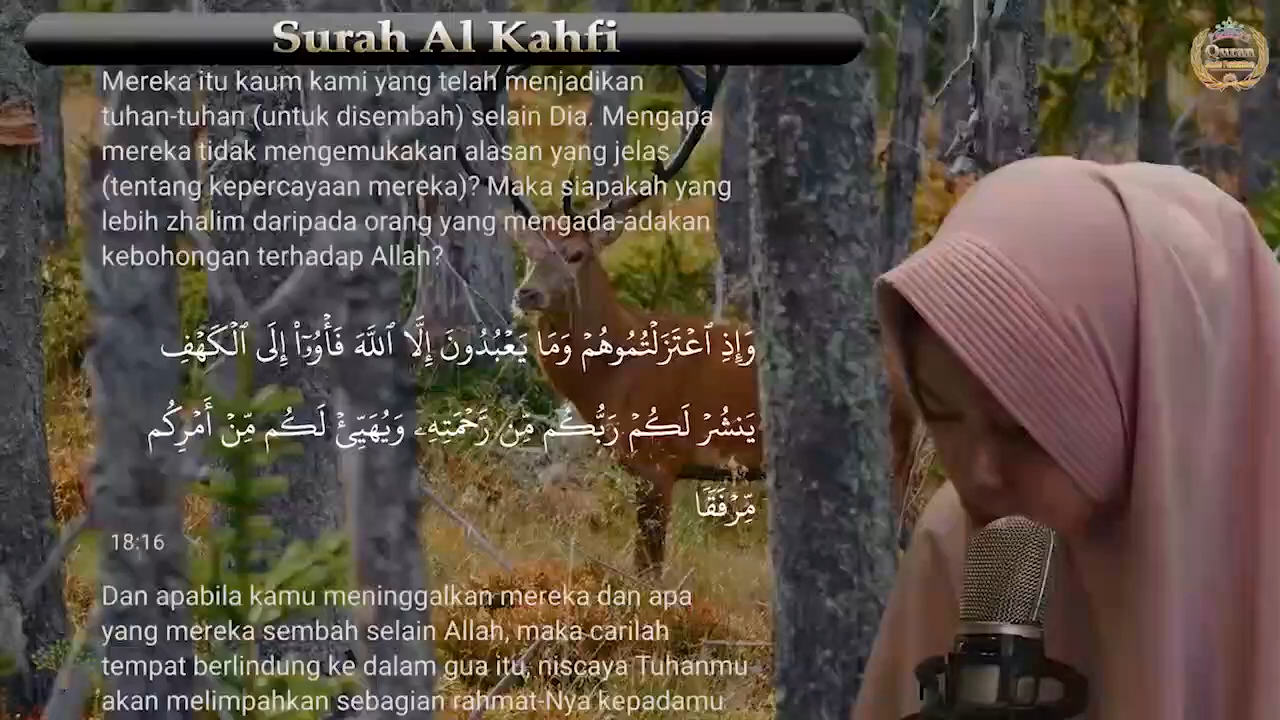 Surah Al Kahfi
Quran
Mereka itu kaum kami yang telah menjadikan
tuhan-tuhan (untuk disembah) selain Dia. Mengapa
mereka tidak mengemukakan alasan yang jelas
(tentang kepercayaan mereka)? Maka siapakah yang
lebih zhalim daripada orang yang mengada-adakan
kebohongan terhadap Allah?
وَإِذِ ٱعْتَزَلْتُمُوهُمْ وَمَا يَعْبُدُونَ إِلَّا ٱللَّهَ فَأْوُۥٓا۟ إِلَى ٱلْكَهْفِ
يَنشُرْ لَكُمْ رَبُّكُم مِّن رَّحْمَتِهِۦ وَيُهَيِّئْ لَكُم مِّنْ أَمْرِكُم
مِّرْفَقًا
18:16
Dan apabila kamu meninggalkan mereka dan apa
yang mereka sembah selain Allah, maka carilah
tempat berlindung ke dalam gua itu, niscaya Tuhanmu
akan melimpahkan sebagian rahmat-Nya kepadamu